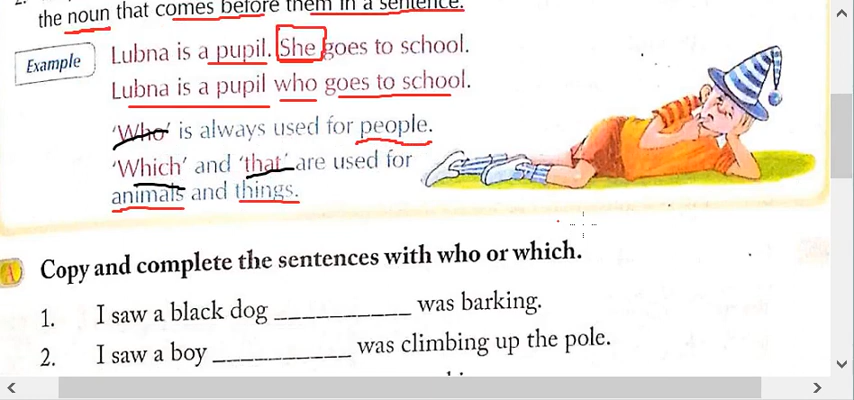 the noun that comes before them in a sentence.
Example
Lubna is a pupil. She goes to school.
Lubna is a pupil who goes to school.
'Who' is always used for people.
'Which' and 'that' are used for
animals and things.
A
Copy and complete the sentences with who or which.
1. I saw a black dog __________ was barking.
2. I saw a boy __________ was climbing up the pole.